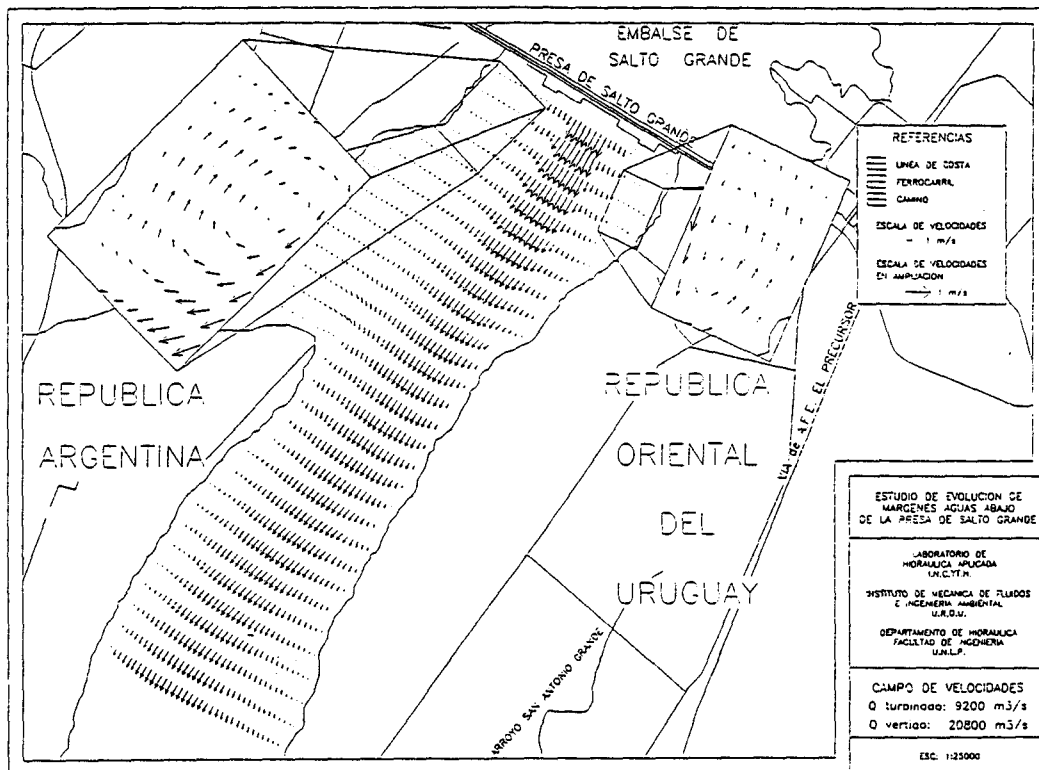 EMBALSE DE
SALTO GRANDE
PRESA DE SALTO GRANDE
REFERENCIAS
LINEA DE COSTA
FERROCARRIL
CAMINO
ESCALA DE VELOCIDADES
1 m/s
ESCALA DE VELOCIDADES
EN AMPLIACION
1 m/s
REPUBLICA
ARGENTINA
REPUBLICA
ORIENTAL
DEL
URUGUAY
VIA de A.F.E. EL PRECURSOR
ARROYO SAN ANTONIO GRANDE
ESTUDIO DE EVOLUCION DE
MARGENES AGUAS ABAJO
DE LA PRESA DE SALTO GRANDE
LABORATORIO DE
HIDRAULICA APLICADA
I.N.C.YT.H.
INSTITUTO DE MECANICA DE FLUIDOS
E INGENIERIA AMBIENTAL
U.R.O.U.
DEPARTAMENTO DE HIDRAULICA
FACULTAD DE INGENIERIA
U.N.L.P.
CAMPO DE VELOCIDADES
Q turbinado: 9200 m3/s
Q vertido: 20800 m3/s
ESC: 1:25000